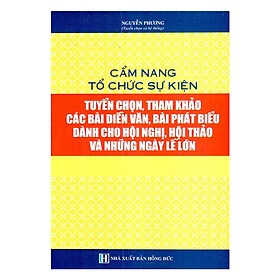 NGUYỄN PHƯƠNG
(Tuyển chọn và hệ thống)
CẨM NANG
TỔ CHỨC SỰ KIỆN
TUYỂN CHỌN, THAM KHẢO
CÁC BÀI DIỄN VĂN, BÀI PHÁT BIỂU
DÀNH CHO HỘI NGHỊ, HỘI THẢO
VÀ NHỮNG NGÀY LỄ LỚN
NHÀ XUẤT BẢN HỒNG ĐỨC